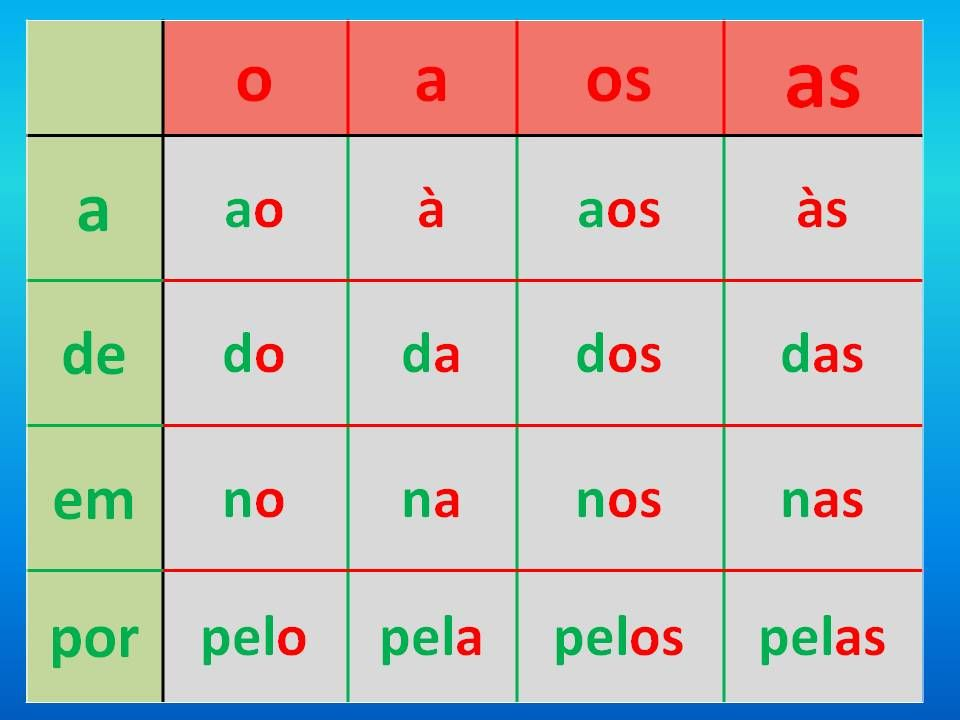 o a os as
a ao à aos às
de do da dos das
em no na nos nas
por pelo pela pelos pelas